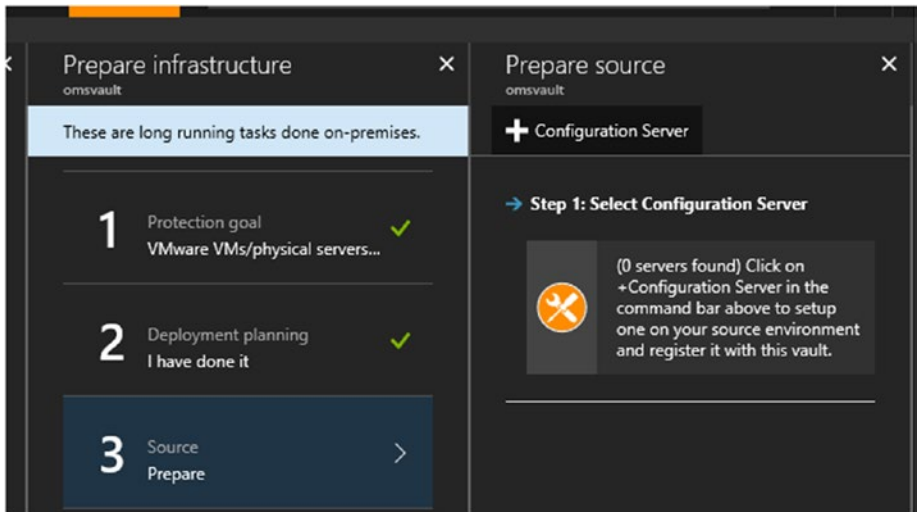 Prepare infrastructure
omsvault
These are long running tasks done on-premises.
1
Protection goal
VMware VMs/physical servers...
2
Deployment planning
I have done it
3
Source
Prepare
Prepare source
omsvault
Configuration Server
Step 1: Select Configuration Server
(0 servers found) Click on
+Configuration Server in the
command bar above to setup
one on your source environment
and register it with this vault.